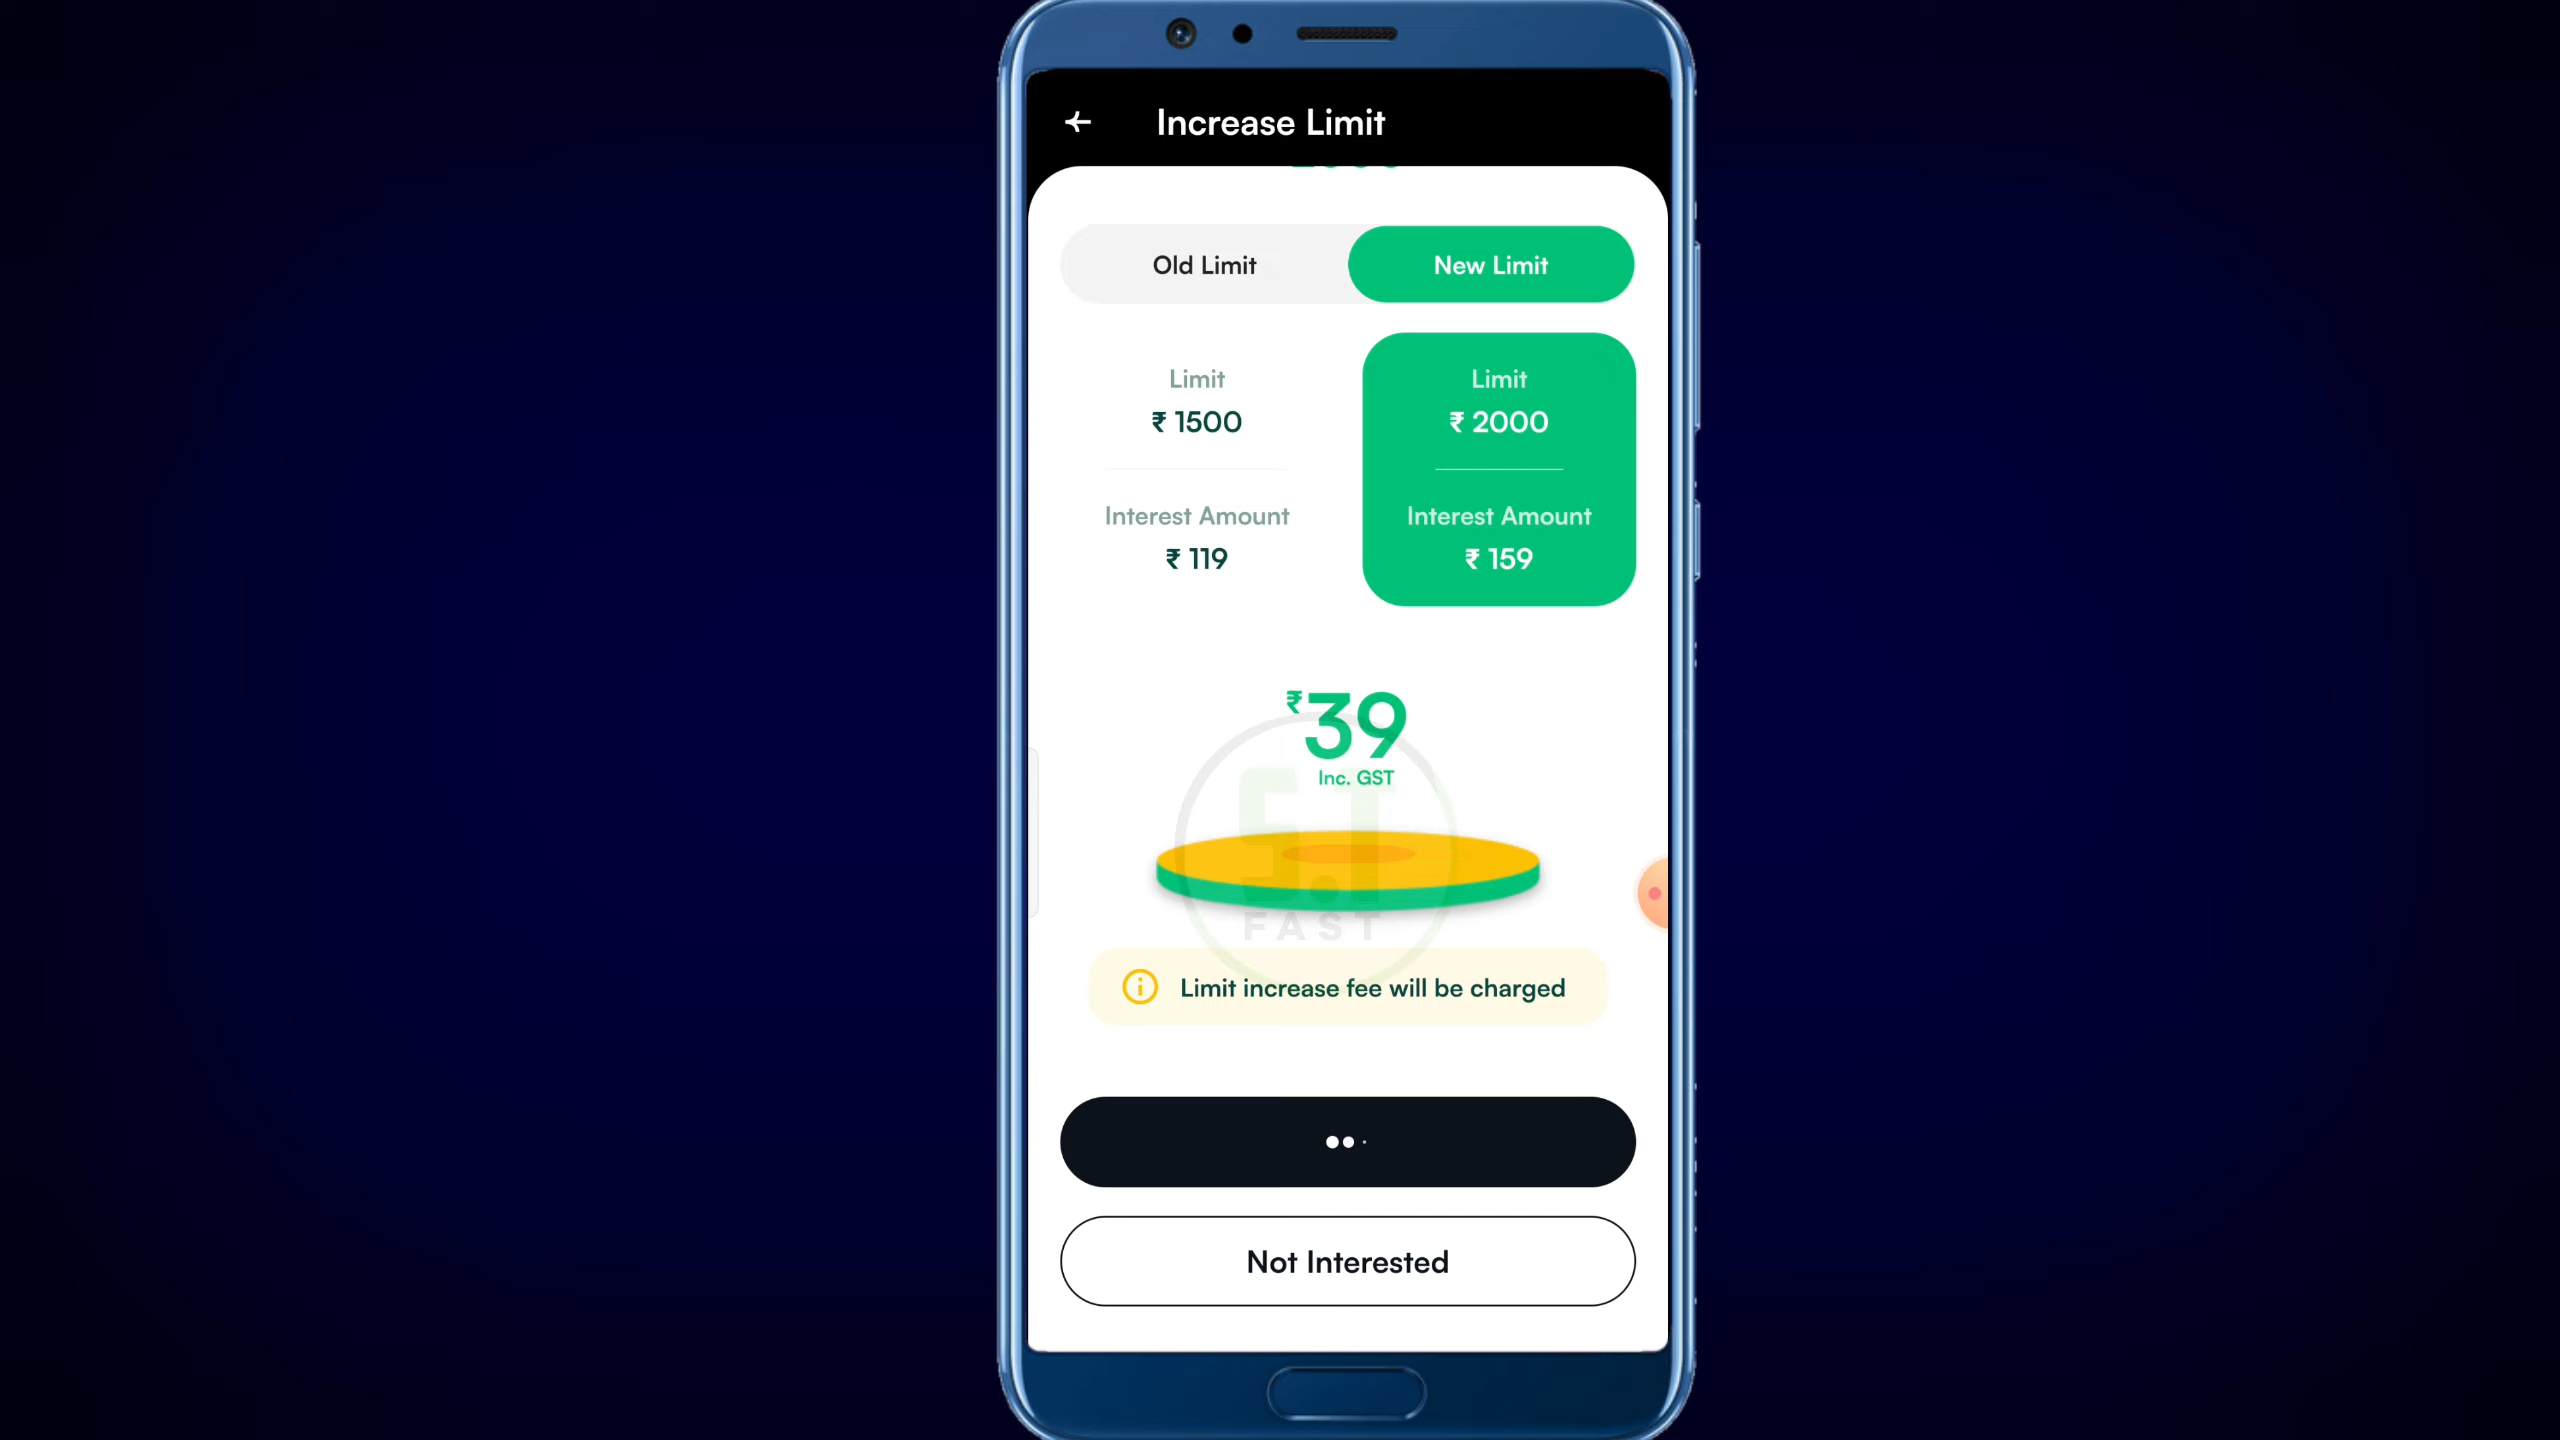 Increase Limit
Old Limit
New Limit
Limit
₹ 1500
Limit
₹ 2000
Interest Amount
₹ 119
Interest Amount
₹ 159
₹39
Inc. GST
S.T
FAST
Limit increase fee will be charged
Not Interested